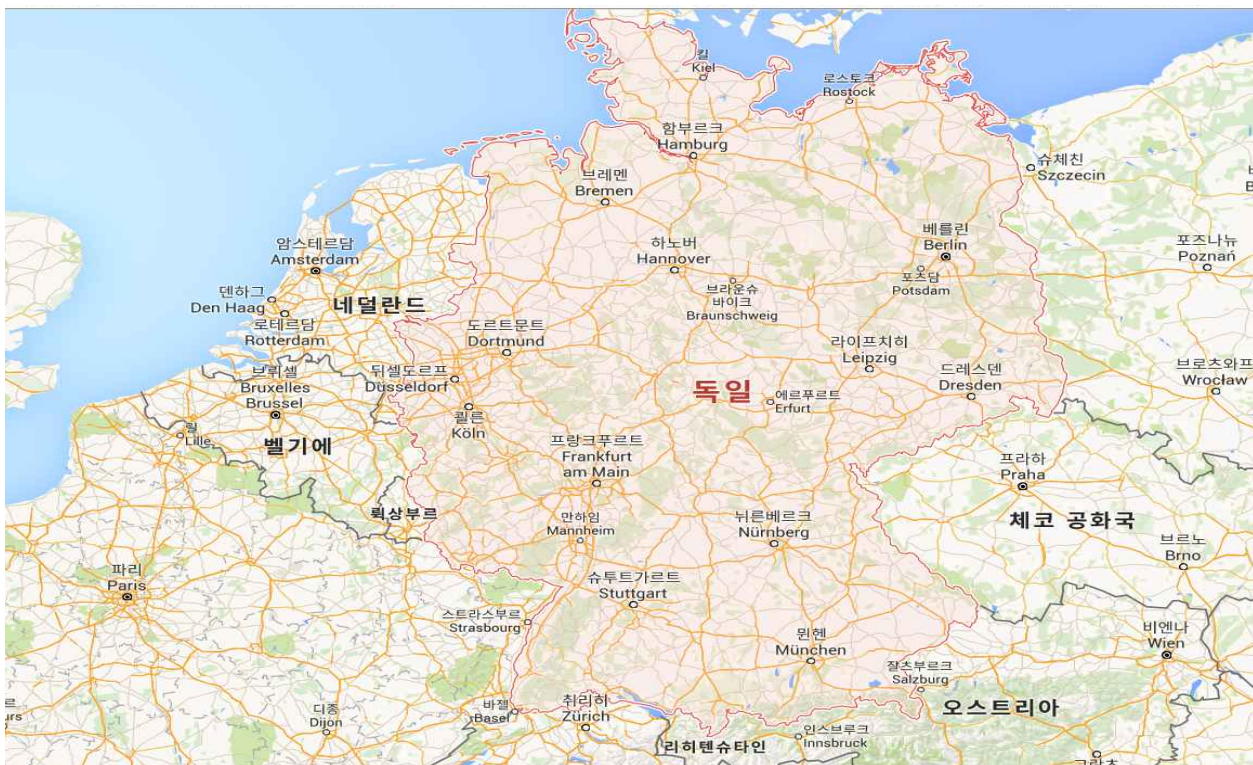 킬
Kiel
로스토크
Rostock
함부르크
Hamburg
슈체친
Szczecin
브레멘
Bremen
암스테르담
Amsterdam
하노버
Hannover
베를린
Berlin
포츠담
Potsdam
포즈나뉴
Poznań
덴하그
Den Haag
네덜란드
로테르담
Rotterdam
브라운슈
바이크
Braunschweig
도르트문트
Dortmund
라이프치히
Leipzig
브뤼셀
Bruxelles
Brussel
뒤셀도르프
Düsseldorf
드레스덴
Dresden
브로츠와프
Wrocław
독일
에르푸르트
Erfurt
쾰른
Köln
릴
Lille
벨기에
프랑크푸르트
Frankfurt
am Main
프라하
Praha
룩상부르
만하임
Mannheim
뉘른베르크
Nürnberg
체코 공화국
브르노
Brno
파리
Paris
슈투트가르트
Stuttgart
스트라스부르
Strasbourg
뮌헨
München
비엔나
Wien
잘츠부르크
Salzburg
디종
Dijon
바젤
Basel
취리히
Zürich
오스트리아
인스브루크
Innsbruck
리히텐슈타인